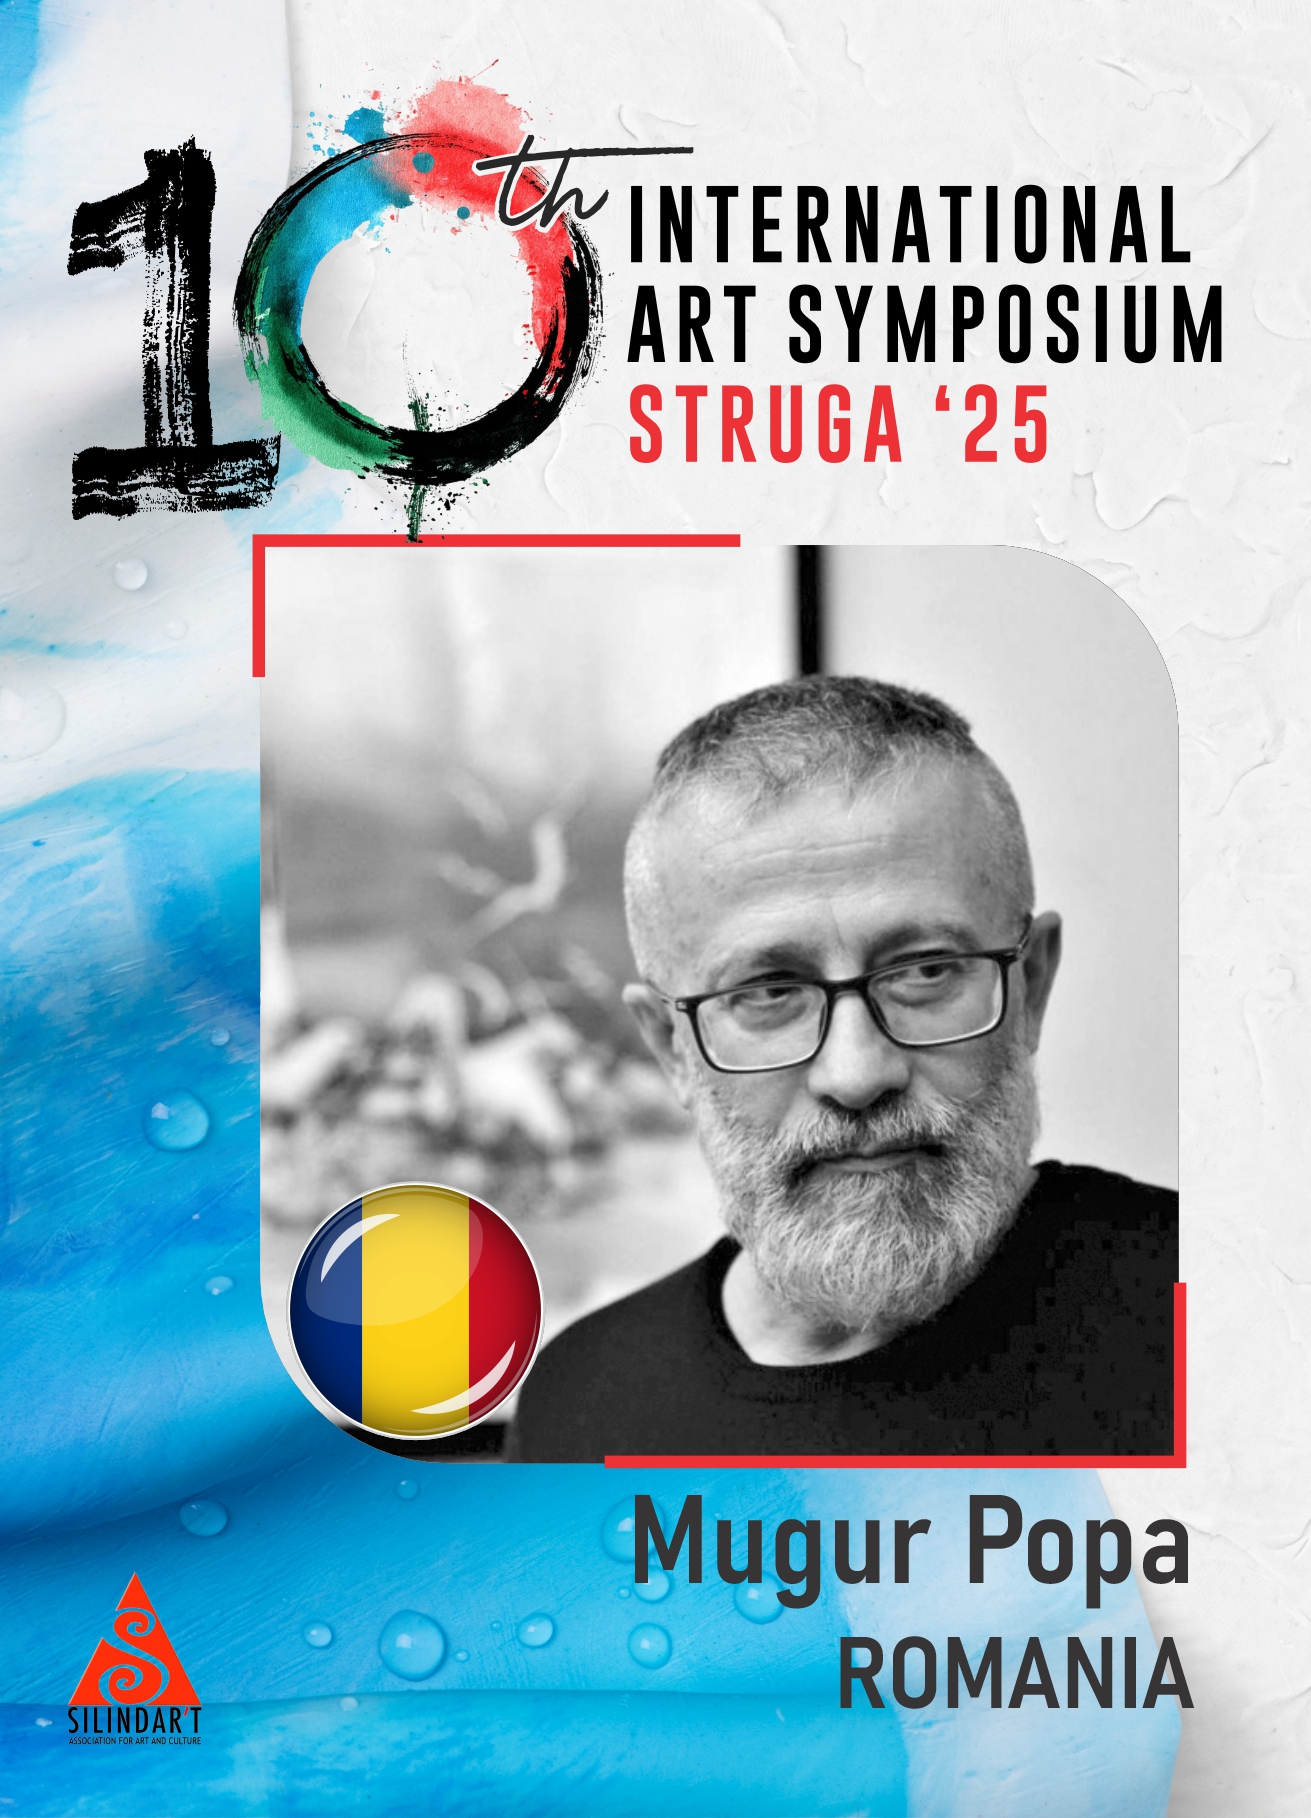 10th
INTERNATIONAL
ART SYMPOSIUM
STRUGA ‘25
Mugur Popa
ROMANIA
SILINDAR'T
ASSOCIATION FOR ART AND CULTURE